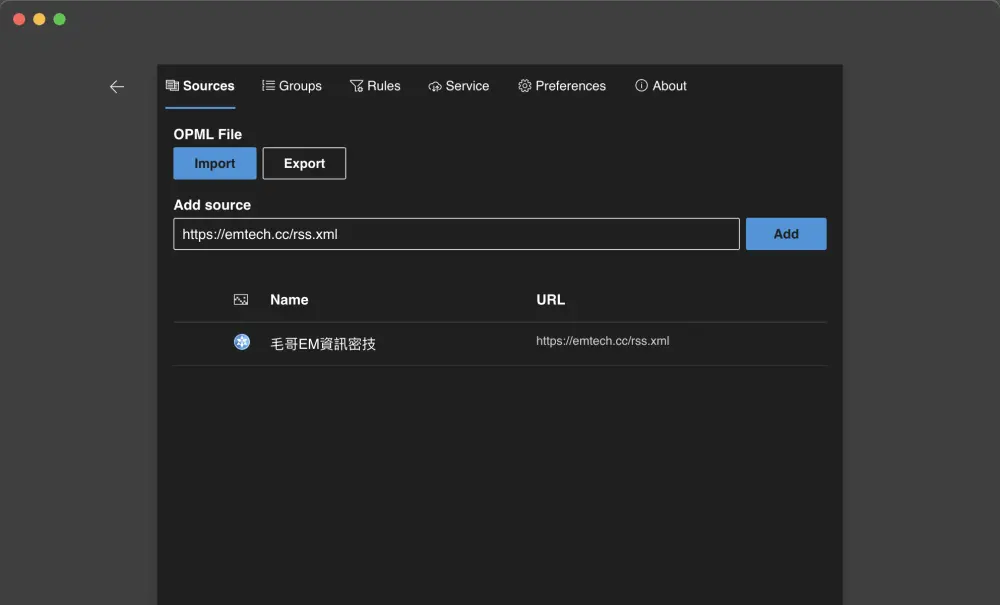 Sources Groups Rules Service Preferences About
OPML File
Import Export
Add source
https://emtech.cc/rss.xml Add
Name URL
毛哥EM資訊密技 https://emtech.cc/rss.xml